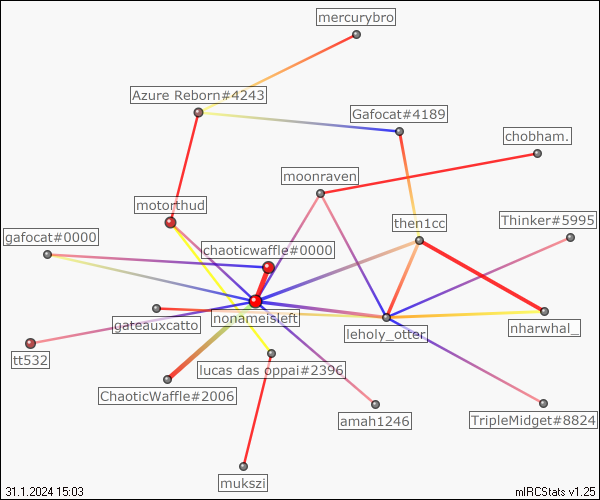 mercurybro
Azure Reborn#4243
Gafocat#4189
chobham.
moonraven
motorthud
Thinker#5995
then1cc
gafocat#0000
chaoticwaffle#0000
nonameisleft
gateauxcatto
leholy_otter
nharwhal_
tt532
lucas das oppai#2396
ChaoticWaffle#2006
amah1246
TripleMidget#8824
mukszi
31.1.2024 15:03
mIRCStats v1.25